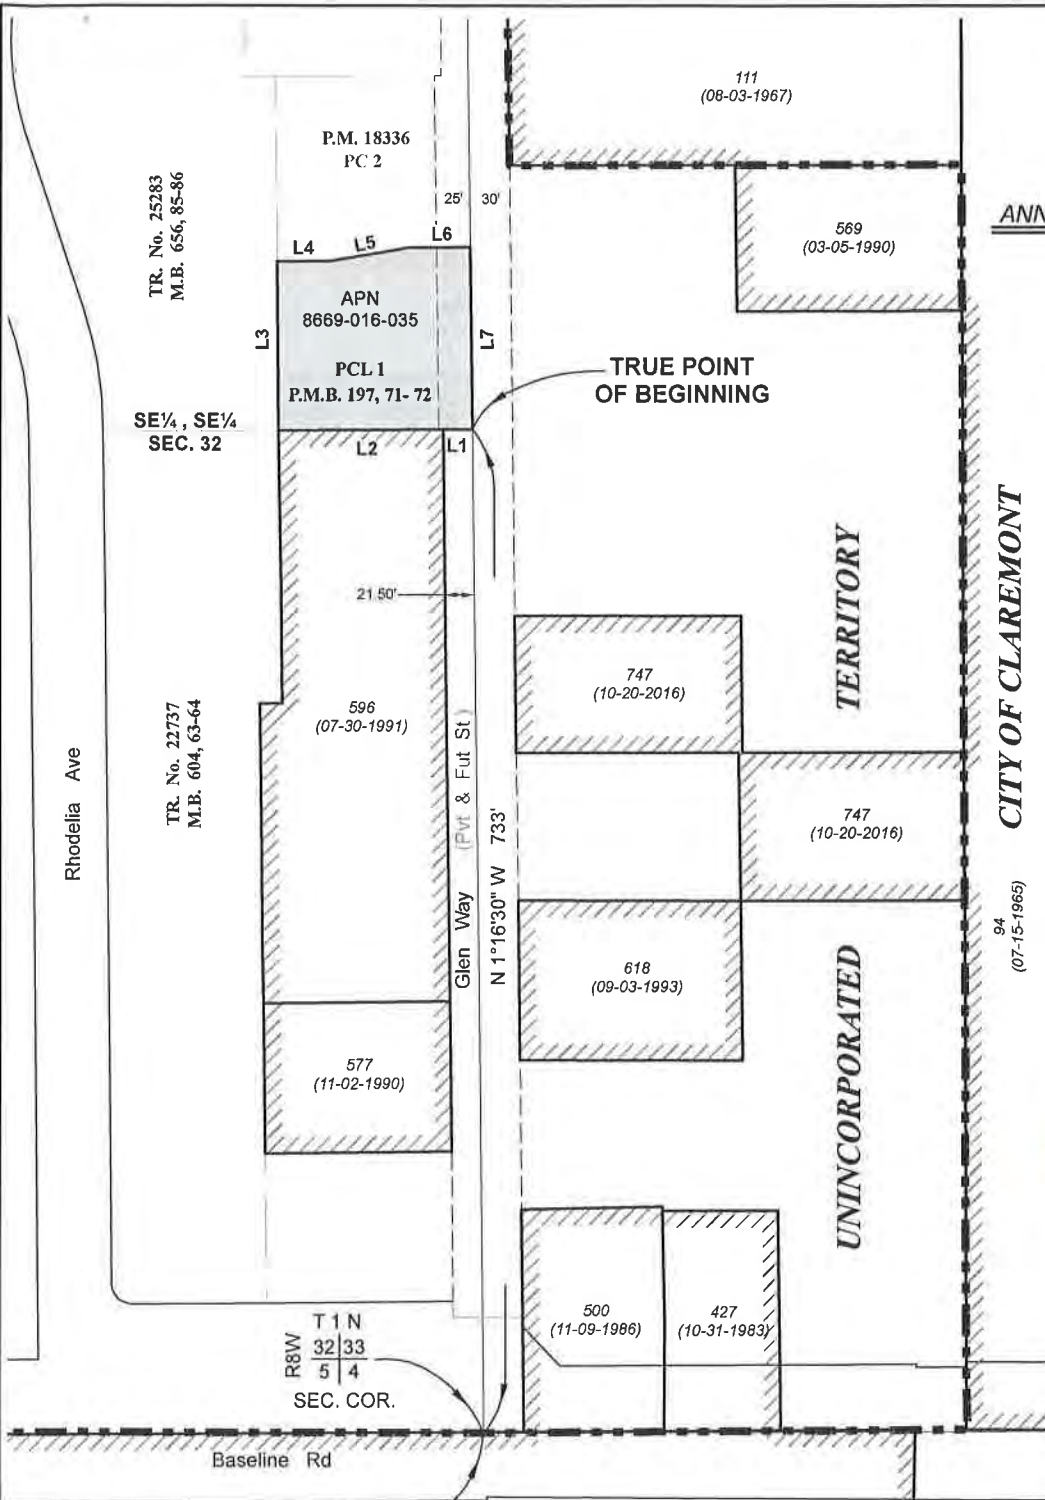 111
(08-03-1967)
P.M. 18336
PC 2
TR. No. 25283
M.B. 656, 85-86
25'
30'
569
(03-05-1990)
L4
L5
L6
APN
8669-016-035
L3
L7
PCL 1
P.M.B. 197, 71- 72
TRUE POINT
OF BEGINNING
SE¼ , SE¼
SEC. 32
L2
L1
CITY OF CLAREMONT
94
(07-15-1965)
TERRITORY
UNINCORPORATED
21.50'
747
(10-20-2016)
596
(07-30-1991)
TR. No. 22737
M.B. 604, 63-64
Rhodelia Ave
Glen Way (Pvt & Fut St)
N 1°16'30" W 733'
747
(10-20-2016)
618
(09-03-1993)
577
(11-02-1990)
500
(11-09-1986)
427
(10-31-1983)
T 1 N
R8W
32 33
5 4
SEC. COR.
Baseline Rd